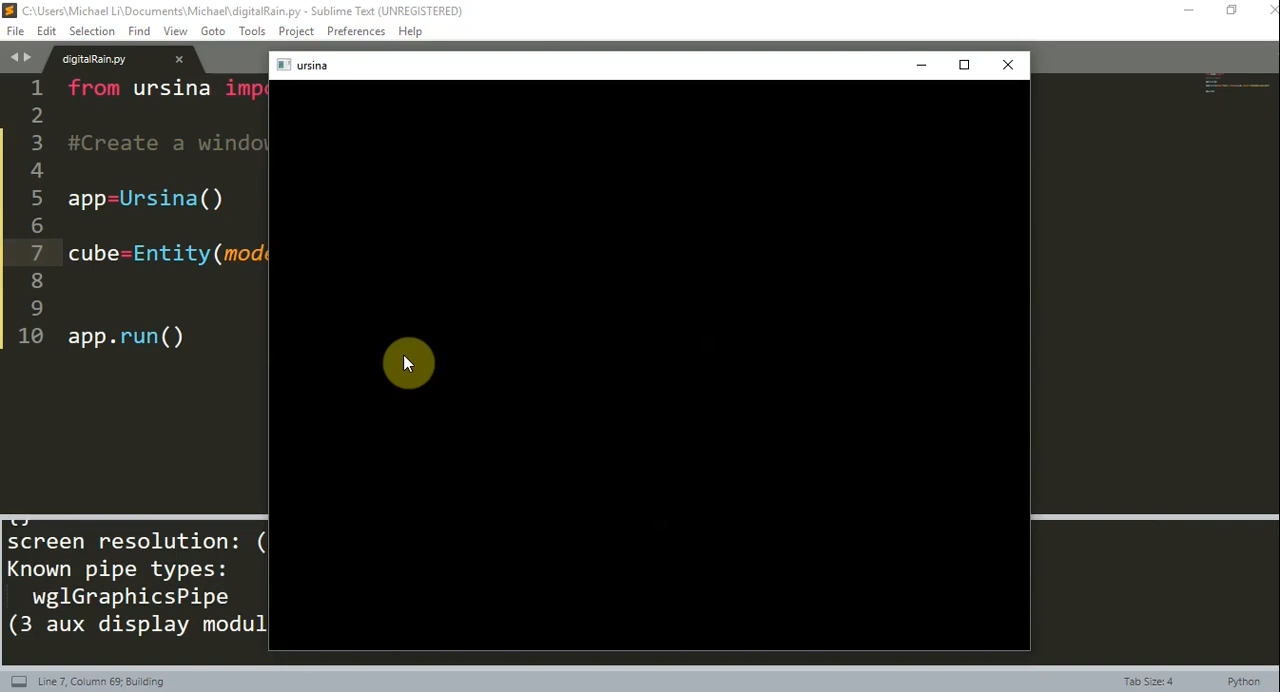 C:\Users\Michael Li\Documents\Michael\digitalRain.py - Sublime Text (UNREGISTERED)
File Edit Selection Find View Goto Tools Project Preferences Help
digitalRain.py
ursina
1 from ursina impo
2
3 #Create a window
4
5 app=Ursina()
6
7 cube=Entity(mode
8
9
10 app.run()
{}
screen resolution: (
Known pipe types:
wglGraphicsPipe
(3 aux display modul
Line 7, Column 69; Building
Tab Size: 4
Python